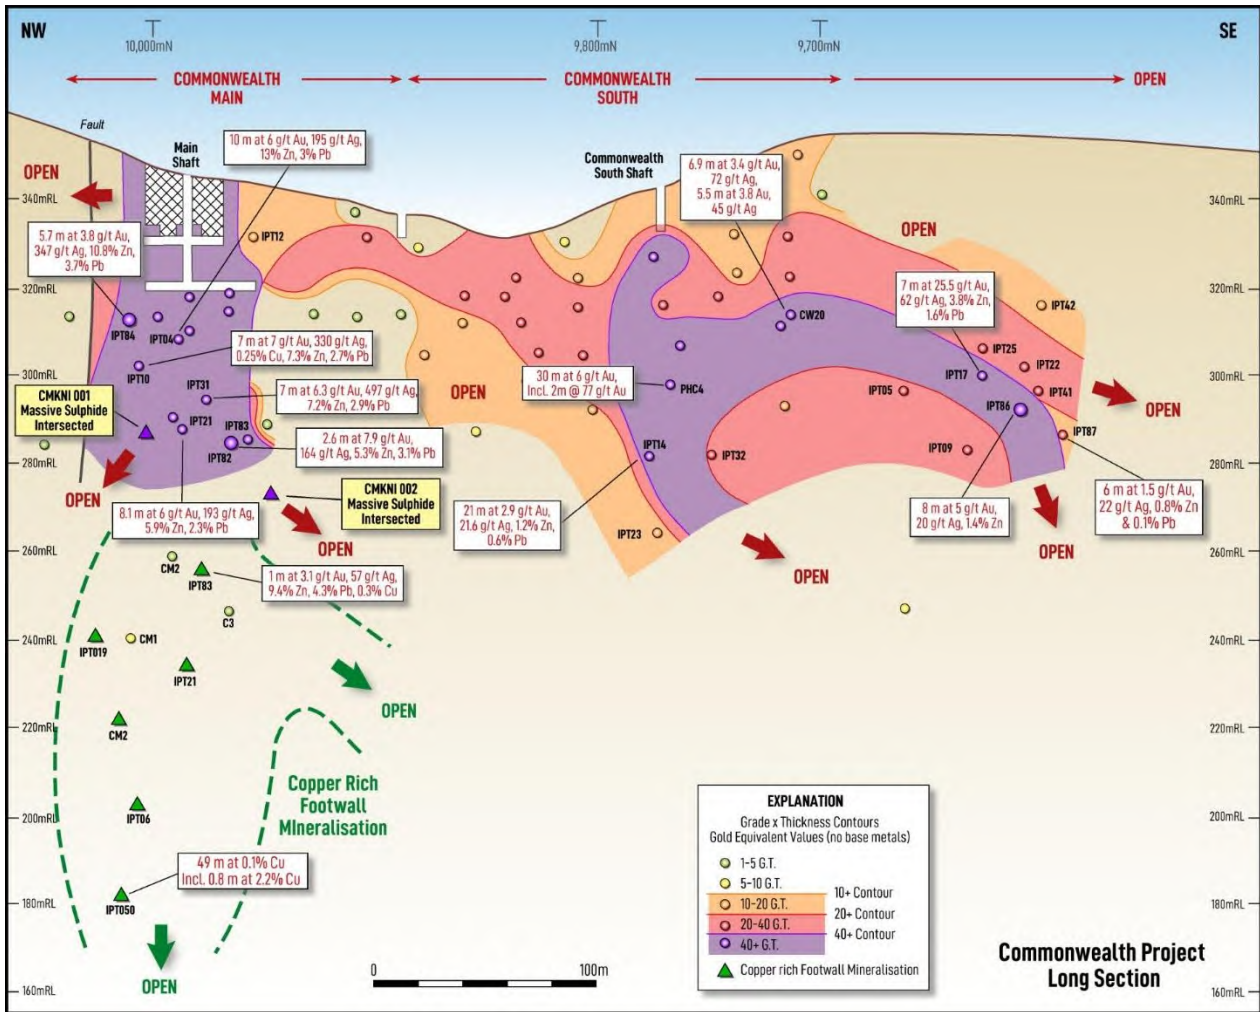 NW
10,000mN
9,800mN
9,700mN
SE
COMMONWEALTH
MAIN
COMMONWEALTH
SOUTH
OPEN
Fault
OPEN
Main
Shaft
10 m at 6 g/t Au, 195 g/t Ag,
13% Zn, 3% Pb
Commonwealth
South Shaft
6.9 m at 3.4 g/t Au,
72 g/t Ag,
5.5 m at 3.8 Au,
45 g/t Ag
340mRL
340mRL
5.7 m at 3.8 g/t Au,
347 g/t Ag, 10.8% Zn,
3.7% Pb
IPT12
OPEN
7 m at 25.5 g/t Au,
62 g/t Ag, 3.8% Zn,
1.6% Pb
320mRL
320mRL
IPT42
IPT84
IPT04
CW20
7 m at 7 g/t Au, 330 g/t Ag,
0.25% Cu, 7.3% Zn, 2.7% Pb
IPT25
IPT22
IPT10
300mRL
300mRL
CMKNI 001
Massive Sulphide
Intersected
IPT31
7 m at 6.3 g/t Au, 497 g/t Ag,
7.2% Zn, 2.9% Pb
OPEN
30 m at 6 g/t Au,
Incl. 2m @ 77 g/t Au
PHC4
IPT05
IPT17
IPT41
OPEN
IPT21
IPT83
IPT86
IPT87
2.6 m at 7.9 g/t Au,
164 g/t Ag, 5.3% Zn, 3.1% Pb
IPT82
IPT14
IPT32
IPT09
280mRL
280mRL
OPEN
8.1 m at 6 g/t Au, 193 g/t Ag,
5.9% Zn, 2.3% Pb
CMKNI 002
Massive Sulphide
Intersected
21 m at 2.9 g/t Au,
21.6 g/t Ag, 1.2% Zn,
0.6% Pb
8 m at 5 g/t Au,
20 g/t Ag, 1.4% Zn
6 m at 1.5 g/t Au,
22 g/t Ag, 0.8% Zn
& 0.1% Pb
IPT23
OPEN
OPEN
OPEN
260mRL
260mRL
CM2
IPT83
1 m at 3.1 g/t Au, 57 g/t Ag,
9.4% Zn, 4.3% Pb, 0.3% Cu
C3
240mRL
240mRL
IPT019
CM1
IPT21
OPEN
220mRL
220mRL
CM2
Copper Rich
Footwall
MIneralisation
200mRL
200mRL
IPT06
49 m at 0.1% Cu
Incl. 0.8 m at 2.2% Cu
180mRL
180mRL
IPT050
OPEN
160mRL
160mRL
0
100m
EXPLANATION
Grade x Thickness Contours
Gold Equivalent Values (no base metals)
1-5 G.T.
5-10 G.T.
10+ Contour
10-20 G.T.
20+ Contour
20-40 G.T.
40+ Contour
40+ G.T.
Copper rich Footwall Mineralisation
Commonwealth Project
Long Section